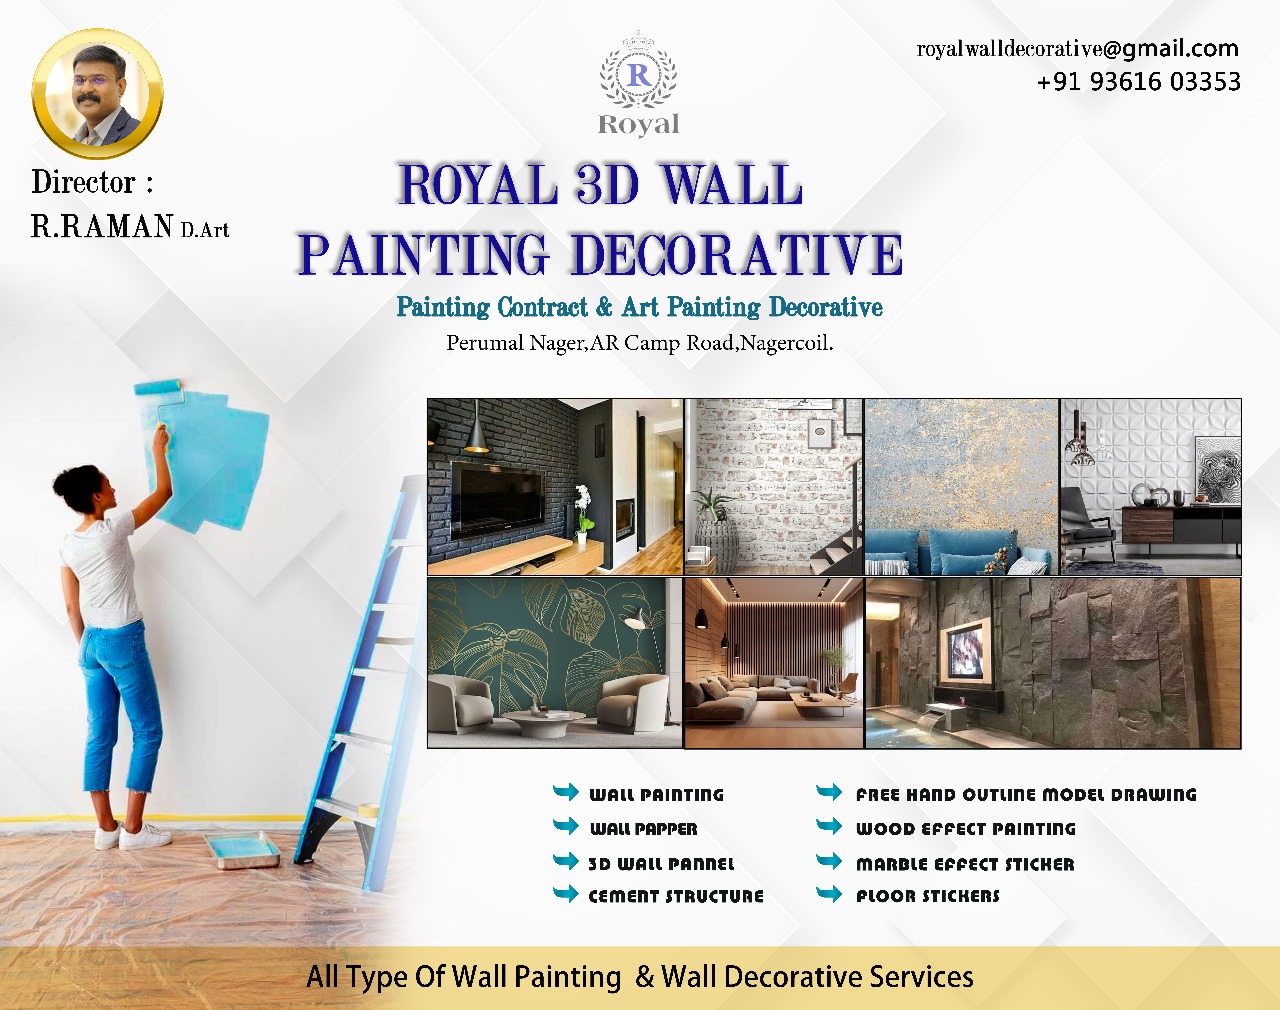 royalwalldecorative@gmail.com
+91 93616 03353
R
Royal
Director :
R.RAMAN D.Art
ROYAL 3D WALL
PAINTING DECORATIVE
Painting Contract & Art Painting Decorative
Perumal Nager,AR Camp Road,Nagercoil.
WALL PAINTING
WALL PAPPER
3D WALL PANNEL
CEMENT STRUCTURE
FREE HAND OUTLINE MODEL DRAWING
WOOD EFFECT PAINTING
MARBLE EFFECT STICKER
FLOOR STICKERS
All Type Of Wall Painting & Wall Decorative Services